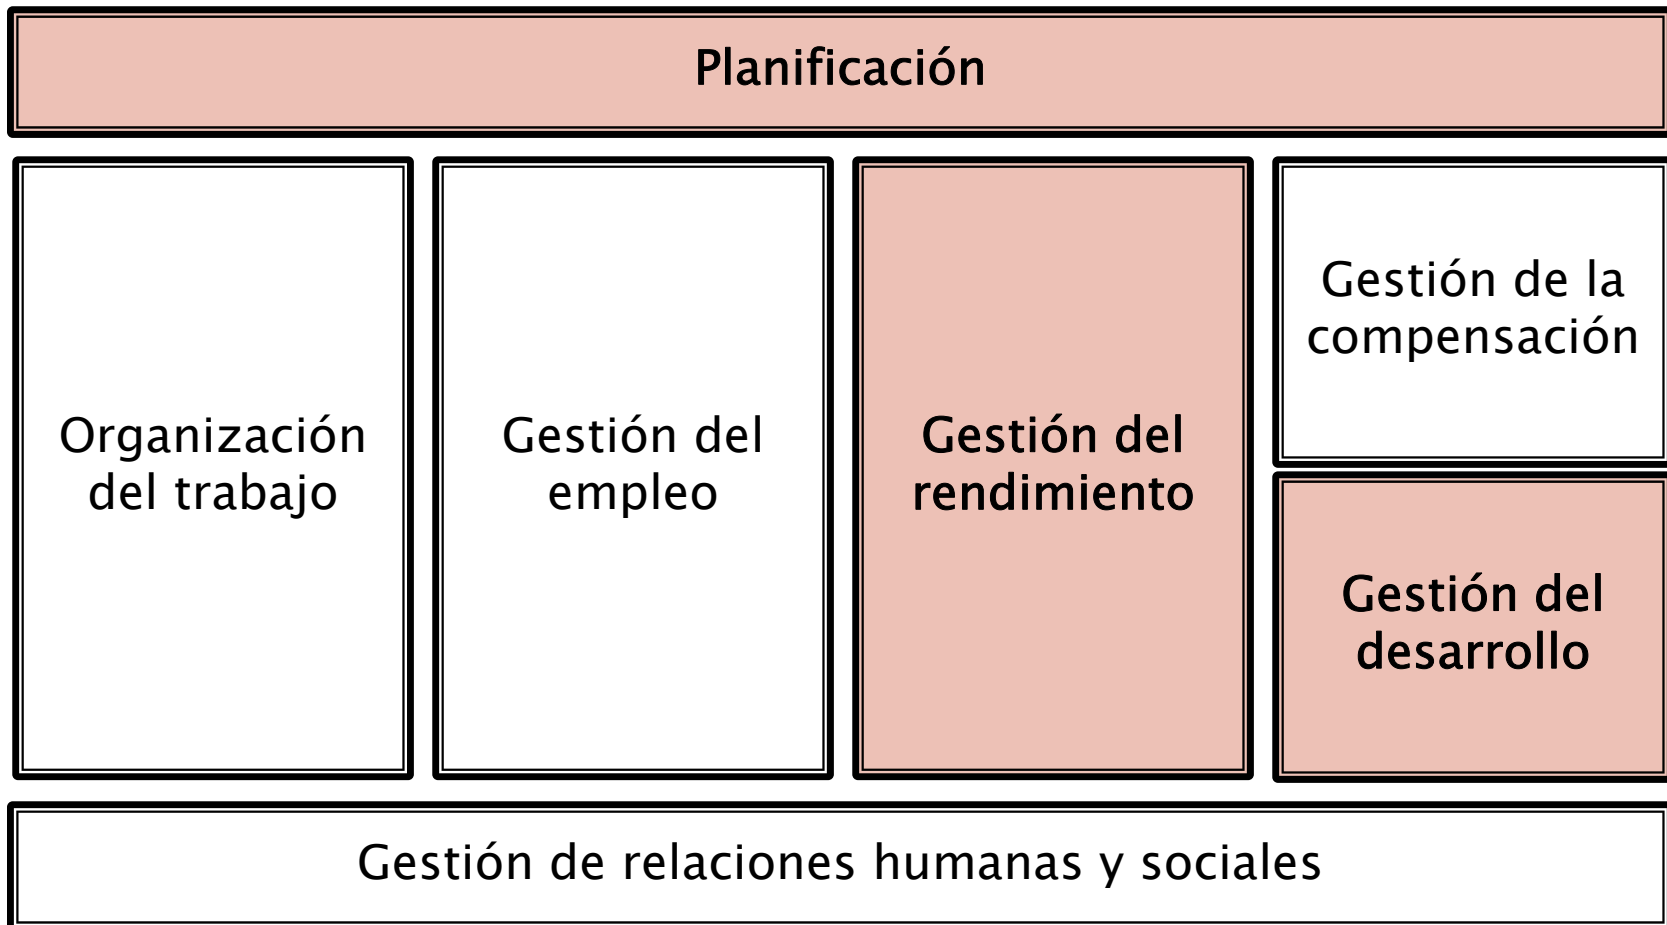 Planificación
Organización
del trabajo
Gestión del
empleo
Gestión del
rendimiento
Gestión de la
compensación
Gestión del
desarrollo
Gestión de relaciones humanas y sociales